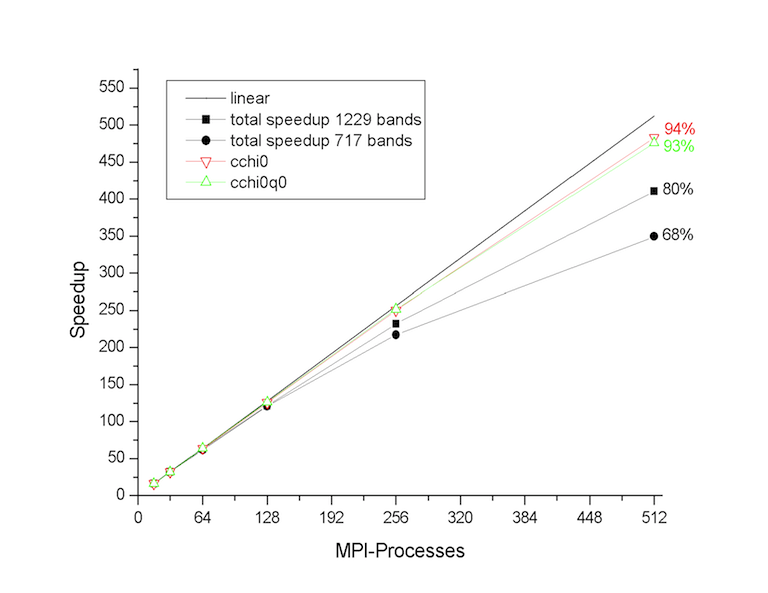 linear
total speedup 1229 bands
total speedup 717 bands
cchi0
cchi0q0
550
500
450
400
350
300
250
200
150
100
50
0
Speedup
94%
93%
80%
68%
0 64 128 192 256 320 384 448 512
MPI-Processes